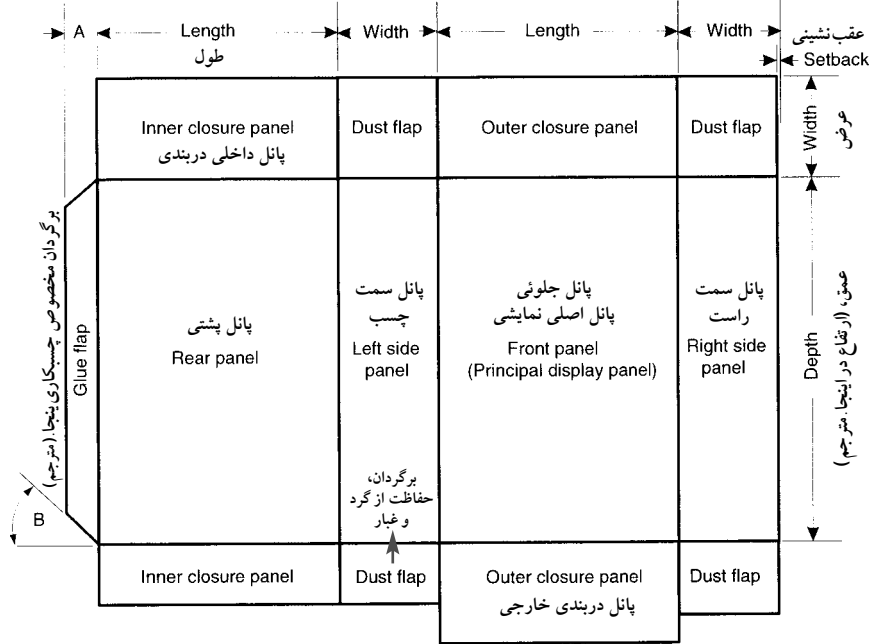 A
Length
Width
Length
Width
عقب‌نشینی
طول
Setback
Inner closure panel
Dust flap
Outer closure panel
Dust flap
پانل داخلی دربندی
Width
عرض
برگردان مخصوص چسبکاری ینجا. (مترجم)
Glue flap
پانل پشتی
Rear panel
پانل سمت
چسب
Left side
panel
پانل جلوئی
پانل اصلی نمایشی
Front panel
(Principal display panel)
پانل سمت
راست
Right side
panel
Depth
عمق، (ارتفاع در اینجا. مترجم)
B
برگردان،
حفاظت از گرد
و غبار
Inner closure panel
Dust flap
Outer closure panel
Dust flap
پانل دربندی خارجی